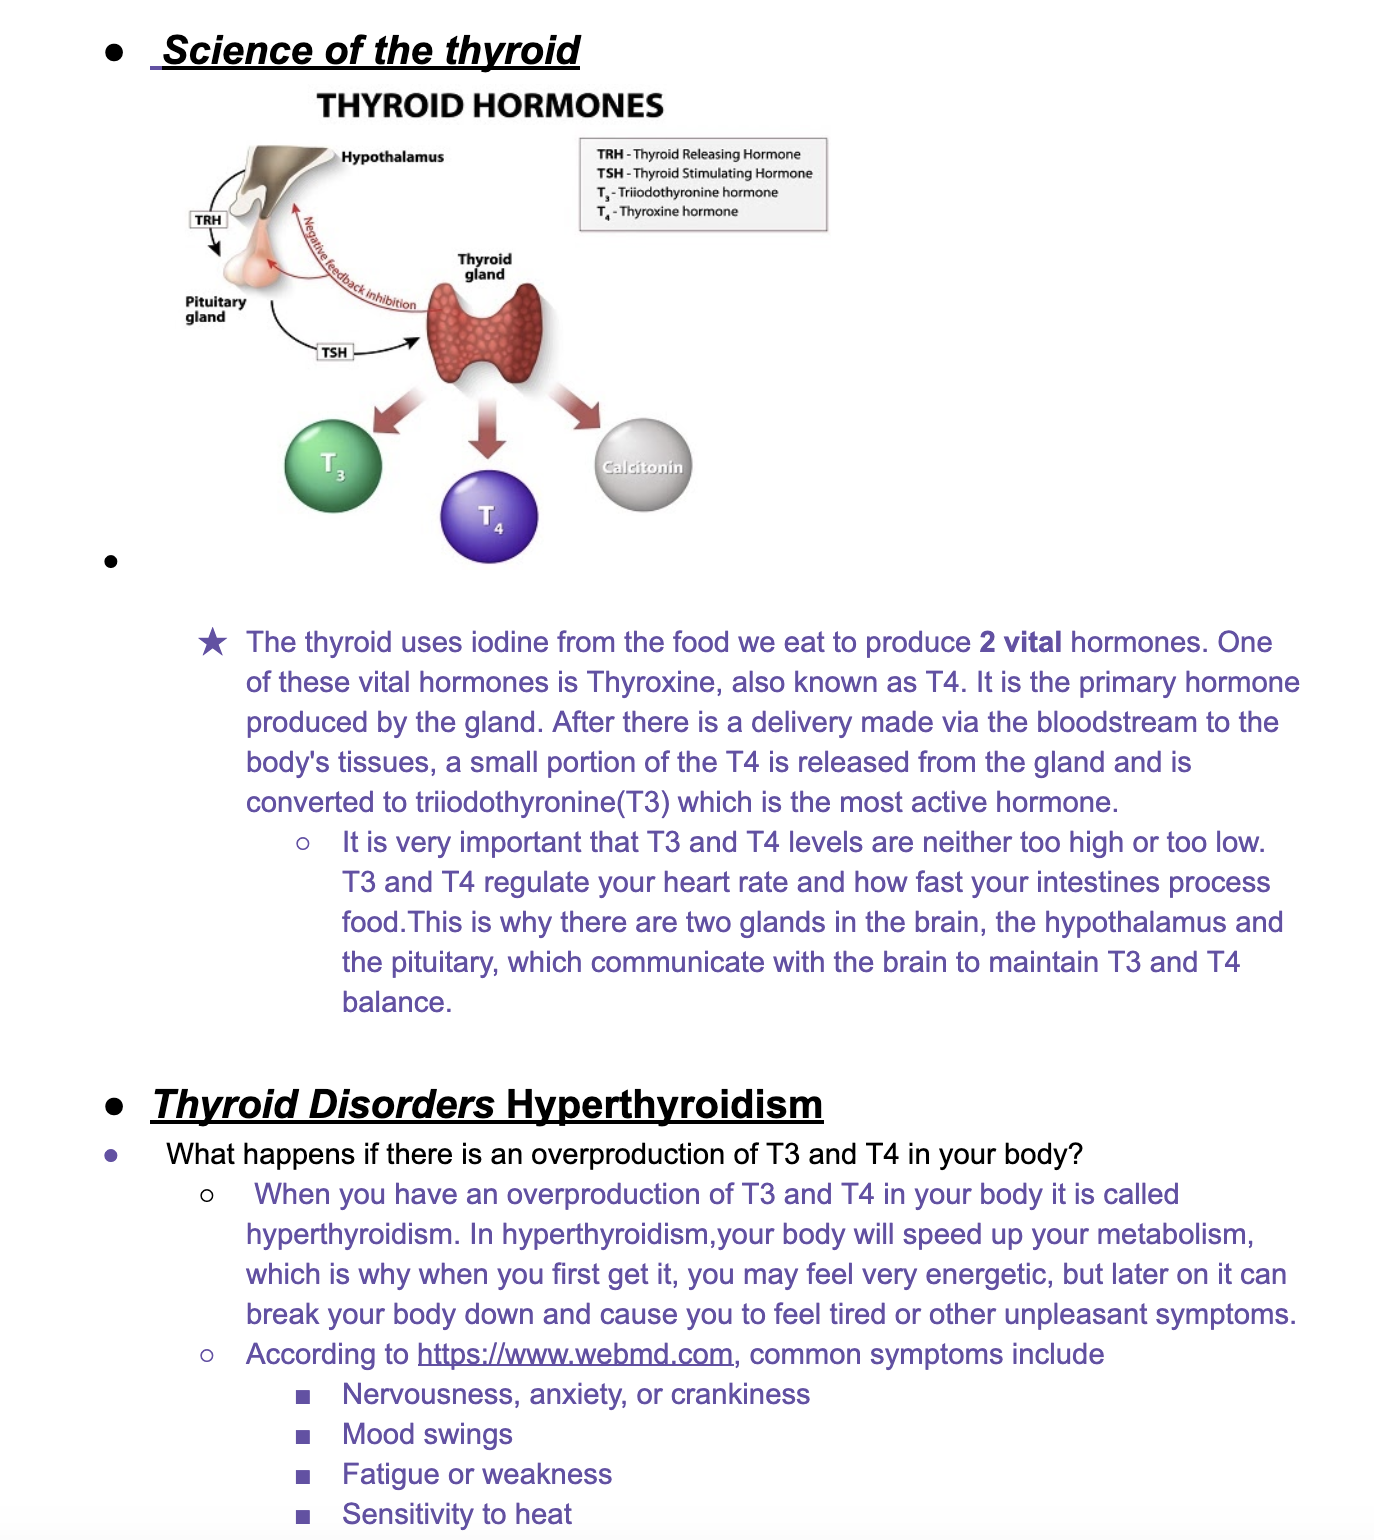 Science of the thyroid
THYROID HORMONES
Hypothalamus
TRH - Thyroid Releasing Hormone
TSH - Thyroid Stimulating Hormone
T3 - Triiodothyronine hormone
T4 - Thyroxine hormone
TRH
Negative feedback inhibition
Thyroid
gland
Pituitary
gland
TSH
T3
Calcitonin
T4
★ The thyroid uses iodine from the food we eat to produce 2 vital hormones. One
of these vital hormones is Thyroxine, also known as T4. It is the primary hormone
produced by the gland. After there is a delivery made via the bloodstream to the
body's tissues, a small portion of the T4 is released from the gland and is
converted to triiodothyronine(T3) which is the most active hormone.
It is very important that T3 and T4 levels are neither too high or too low.
T3 and T4 regulate your heart rate and how fast your intestines process
food.This is why there are two glands in the brain, the hypothalamus and
the pituitary, which communicate with the brain to maintain T3 and T4
balance.
Thyroid Disorders Hyperthyroidism
What happens if there is an overproduction of T3 and T4 in your body?
When you have an overproduction of T3 and T4 in your body it is called
hyperthyroidism. In hyperthyroidism,your body will speed up your metabolism,
which is why when you first get it, you may feel very energetic, but later on it can
break your body down and cause you to feel tired or other unpleasant symptoms.
According to https://www.webmd.com, common symptoms include
Nervousness, anxiety, or crankiness
Mood swings
Fatigue or weakness
Sensitivity to heat